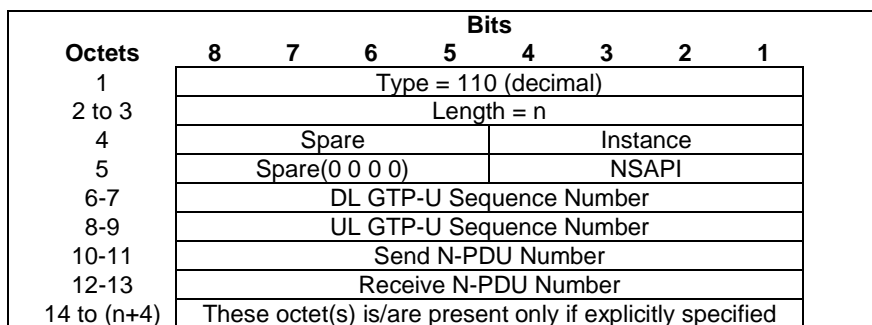 Bits
Octets 8 7 6 5 4 3 2 1
1 Type = 110 (decimal)
2 to 3 Length = n
4 Spare Instance
5 Spare(0 0 0 0) NSAPI
6-7 DL GTP-U Sequence Number
8-9 UL GTP-U Sequence Number
10-11 Send N-PDU Number
12-13 Receive N-PDU Number
14 to (n+4) These octet(s) is/are present only if explicitly specified